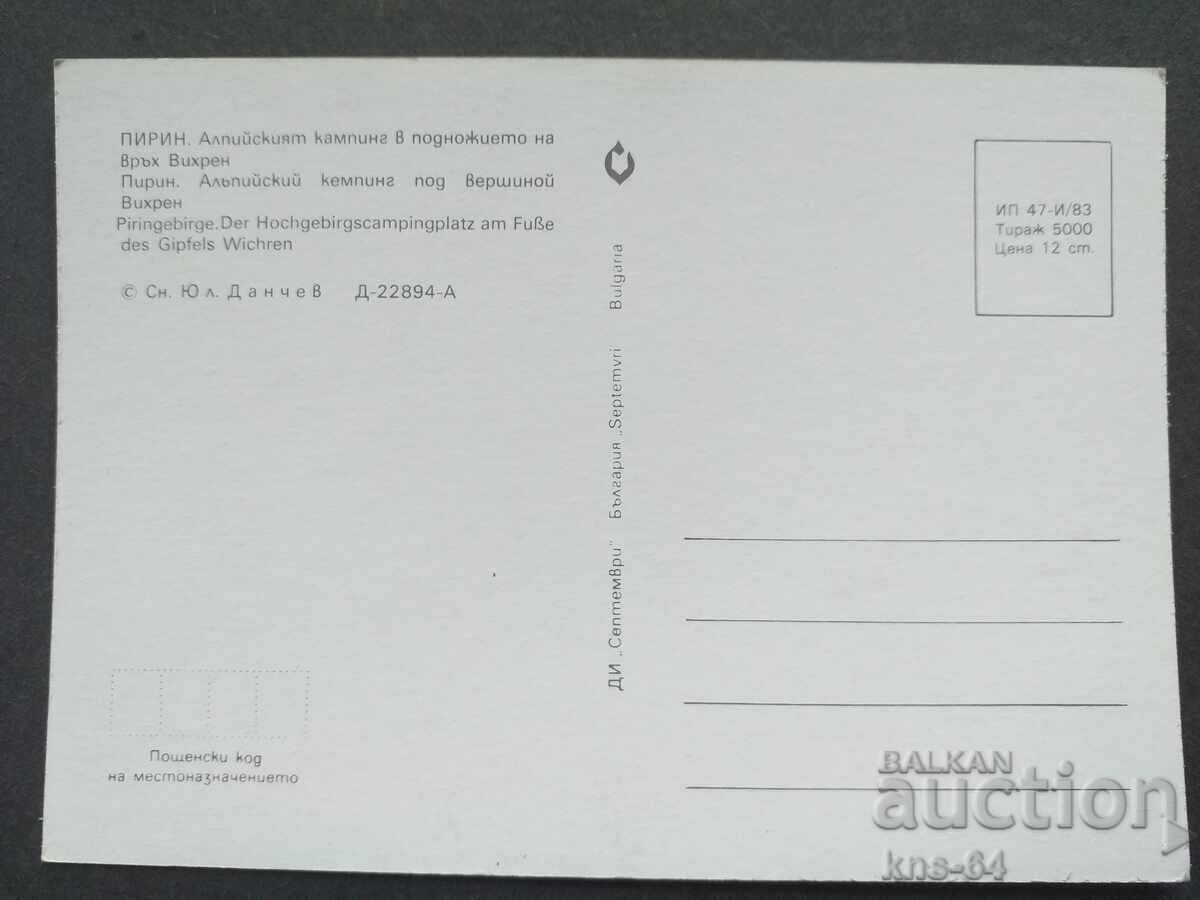 ПИРИН. Алпийският кампинг в подножието на
връх Вихрен
Пирин. Альпийский кемпинг под вершиной
Вихрен
Piringebirge.Der Hochgebirgscampingplatz am Fuße
des Gipfels Wichren
© Сн. Юл. Данчев Д-22894-А
Пощенски код
на местоназначението
ДИ „Септември" България „Septemvri Bulgaria
ИП 47-И/83
Тираж 5000
Цена 12 ст.
BALKAN
auction
kns-64